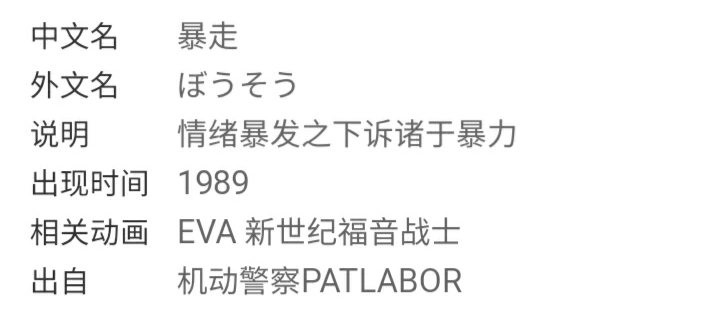 中文名 暴走
外文名 ぼうそう
说明 情绪暴发之下诉诸于暴力
出现时间 1989
相关动画 EVA 新世纪福音战士
出自 机动警察PATLABOR